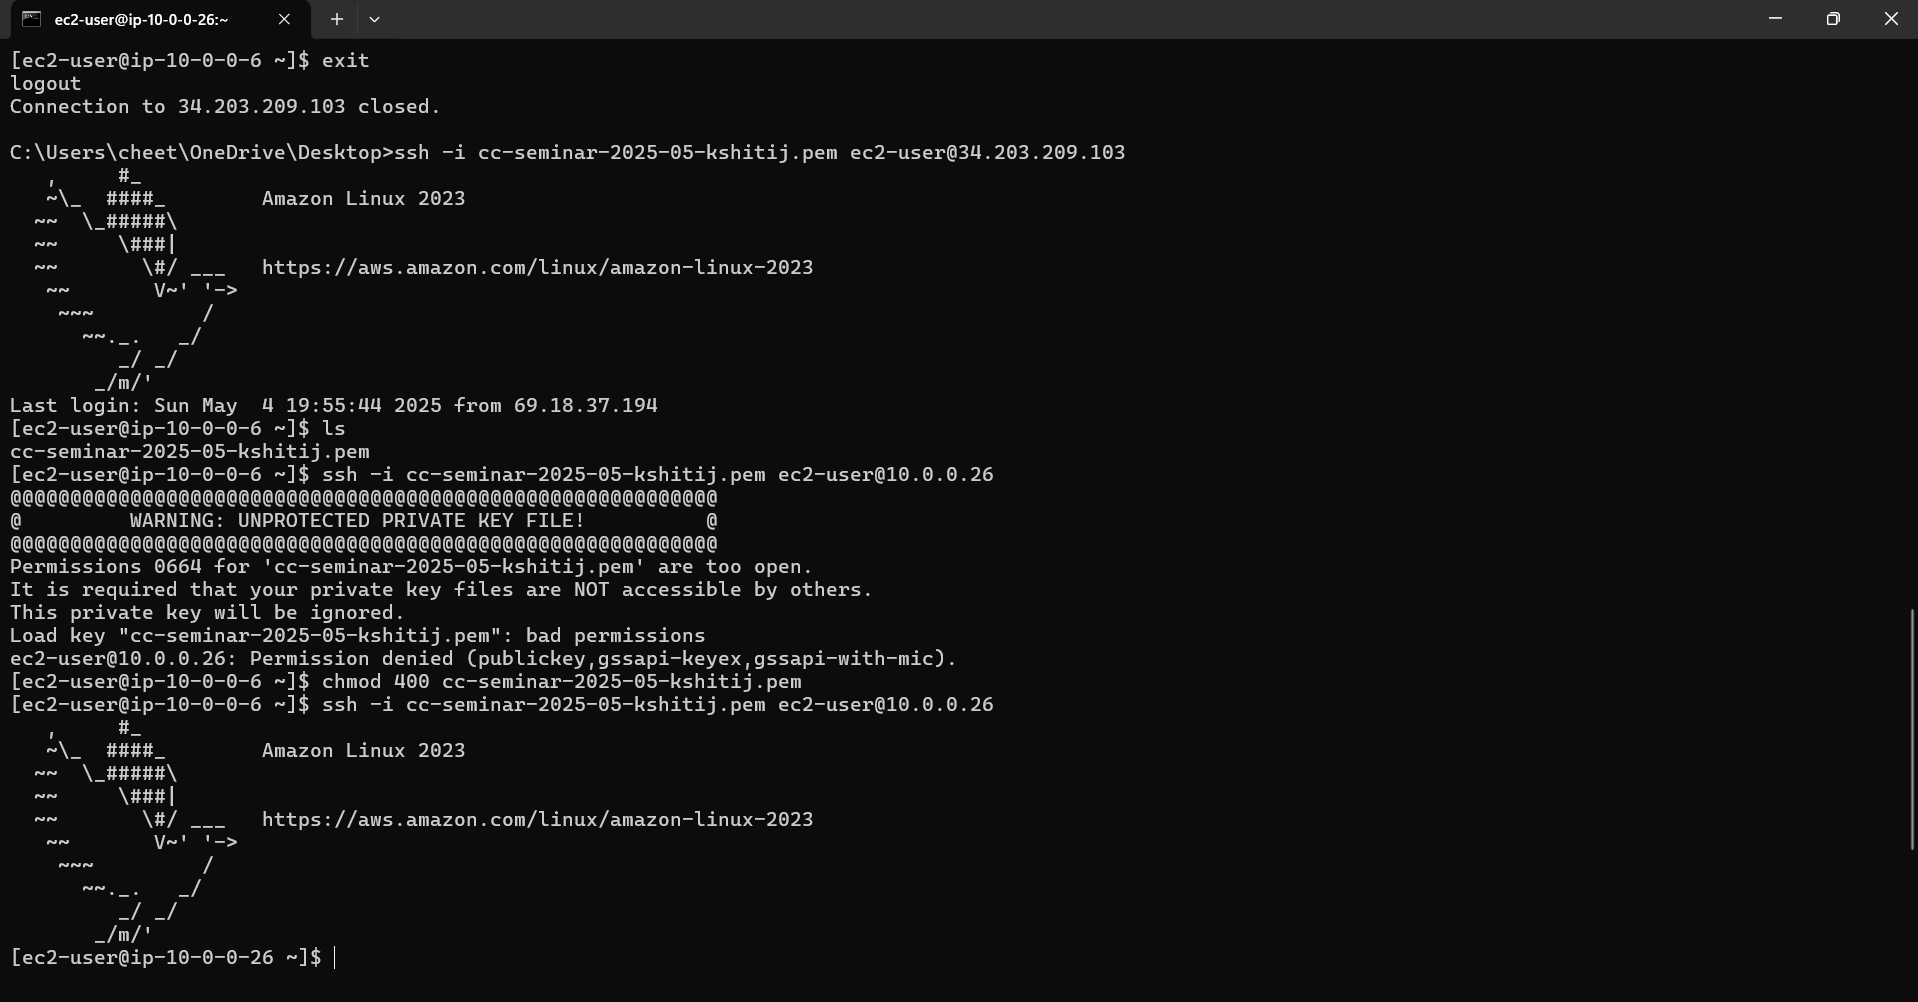 ec2-user@ip-10-0-0-26:~
[ec2-user@ip-10-0-0-6 ~]$ exit
logout
Connection to 34.203.209.103 closed.

C:\Users\cheet\OneDrive\Desktop>ssh -i cc-seminar-2025-05-kshitij.pem ec2-user@34.203.209.103
   ,     #_
   ~\_  ####_        Amazon Linux 2023
  ~~  \_#####\
  ~~     \###|
  ~~       \#/ ___   https://aws.amazon.com/linux/amazon-linux-2023
   ~~       V~' '->
    ~~~         /
      ~~._.   _/
         _/ _/
       _/m/'
Last login: Sun May  4 19:55:44 2025 from 69.18.37.194
[ec2-user@ip-10-0-0-6 ~]$ ls
cc-seminar-2025-05-kshitij.pem
[ec2-user@ip-10-0-0-6 ~]$ ssh -i cc-seminar-2025-05-kshitij.pem ec2-user@10.0.0.26
@@@@@@@@@@@@@@@@@@@@@@@@@@@@@@@@@@@@@@@@@@@@@@@@@@@@@@@@@@@
@         WARNING: UNPROTECTED PRIVATE KEY FILE!          @
@@@@@@@@@@@@@@@@@@@@@@@@@@@@@@@@@@@@@@@@@@@@@@@@@@@@@@@@@@@
Permissions 0664 for 'cc-seminar-2025-05-kshitij.pem' are too open.
It is required that your private key files are NOT accessible by others.
This private key will be ignored.
Load key "cc-seminar-2025-05-kshitij.pem": bad permissions
ec2-user@10.0.0.26: Permission denied (publickey,gssapi-keyex,gssapi-with-mic).
[ec2-user@ip-10-0-0-6 ~]$ chmod 400 cc-seminar-2025-05-kshitij.pem
[ec2-user@ip-10-0-0-6 ~]$ ssh -i cc-seminar-2025-05-kshitij.pem ec2-user@10.0.0.26
   ,     #_
   ~\_  ####_        Amazon Linux 2023
  ~~  \_#####\
  ~~     \###|
  ~~       \#/ ___   https://aws.amazon.com/linux/amazon-linux-2023
   ~~       V~' '->
    ~~~         /
      ~~._.   _/
         _/ _/
       _/m/'
[ec2-user@ip-10-0-0-26 ~]$